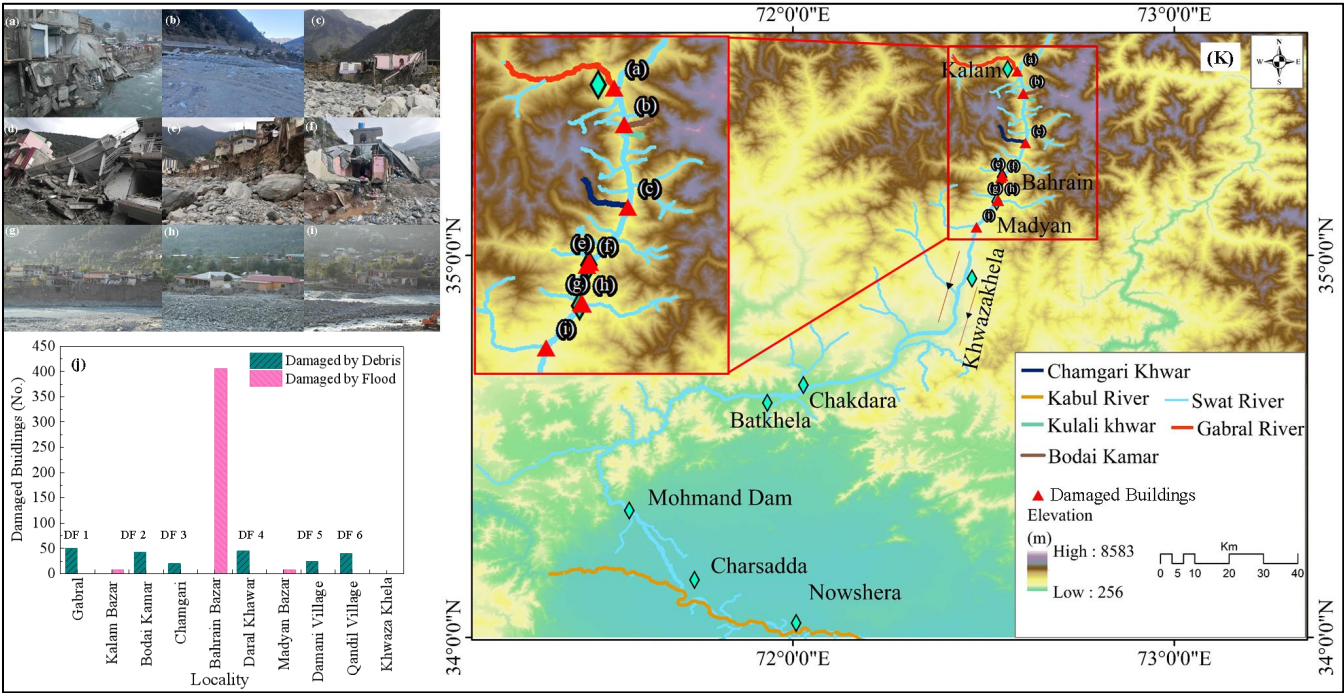 (a)
(b)
(c)
(d)
(e)
(f)
(g)
(h)
(i)
(j)
Damaged by Debris
Damaged by Flood
Damaged Buidlings (No.)
450
400
350
300
250
200
150
100
50
0
DF 1
DF 2
DF 3
DF 4
DF 5
DF 6
Gabral
Kalam Bazar
Bodai Kamar
Chamgari
Bahrain Bazar
Daral Khawar
Madyan Bazar
Damani Village
Qandil Village
Khwaza Khela
Locality
72°0'0"E
73°0'0"E
35°0'0"N
34°0'0"N
35°0'0"N
34°0'0"N
72°0'0"E
73°0'0"E
(K)
N
W
E
S
(a)
(b)
(c)
(e)
(f)
(g)
(h)
(i)
Kalam
(a)
(b)
(c)
(e)
(f)
Bahrain
(g)
(h)
(i)
Madyan
Khwazakhela
Chakdara
Batkhela
Mohmand Dam
Charsadda
Nowshera
Chamgari Khwar
Kabul River
Swat River
Kulali khwar
Gabral River
Bodai Kamar
Damaged Buildings
Elevation
(m)
High : 8583
Low : 256
Km
0 5 10 20 30 40